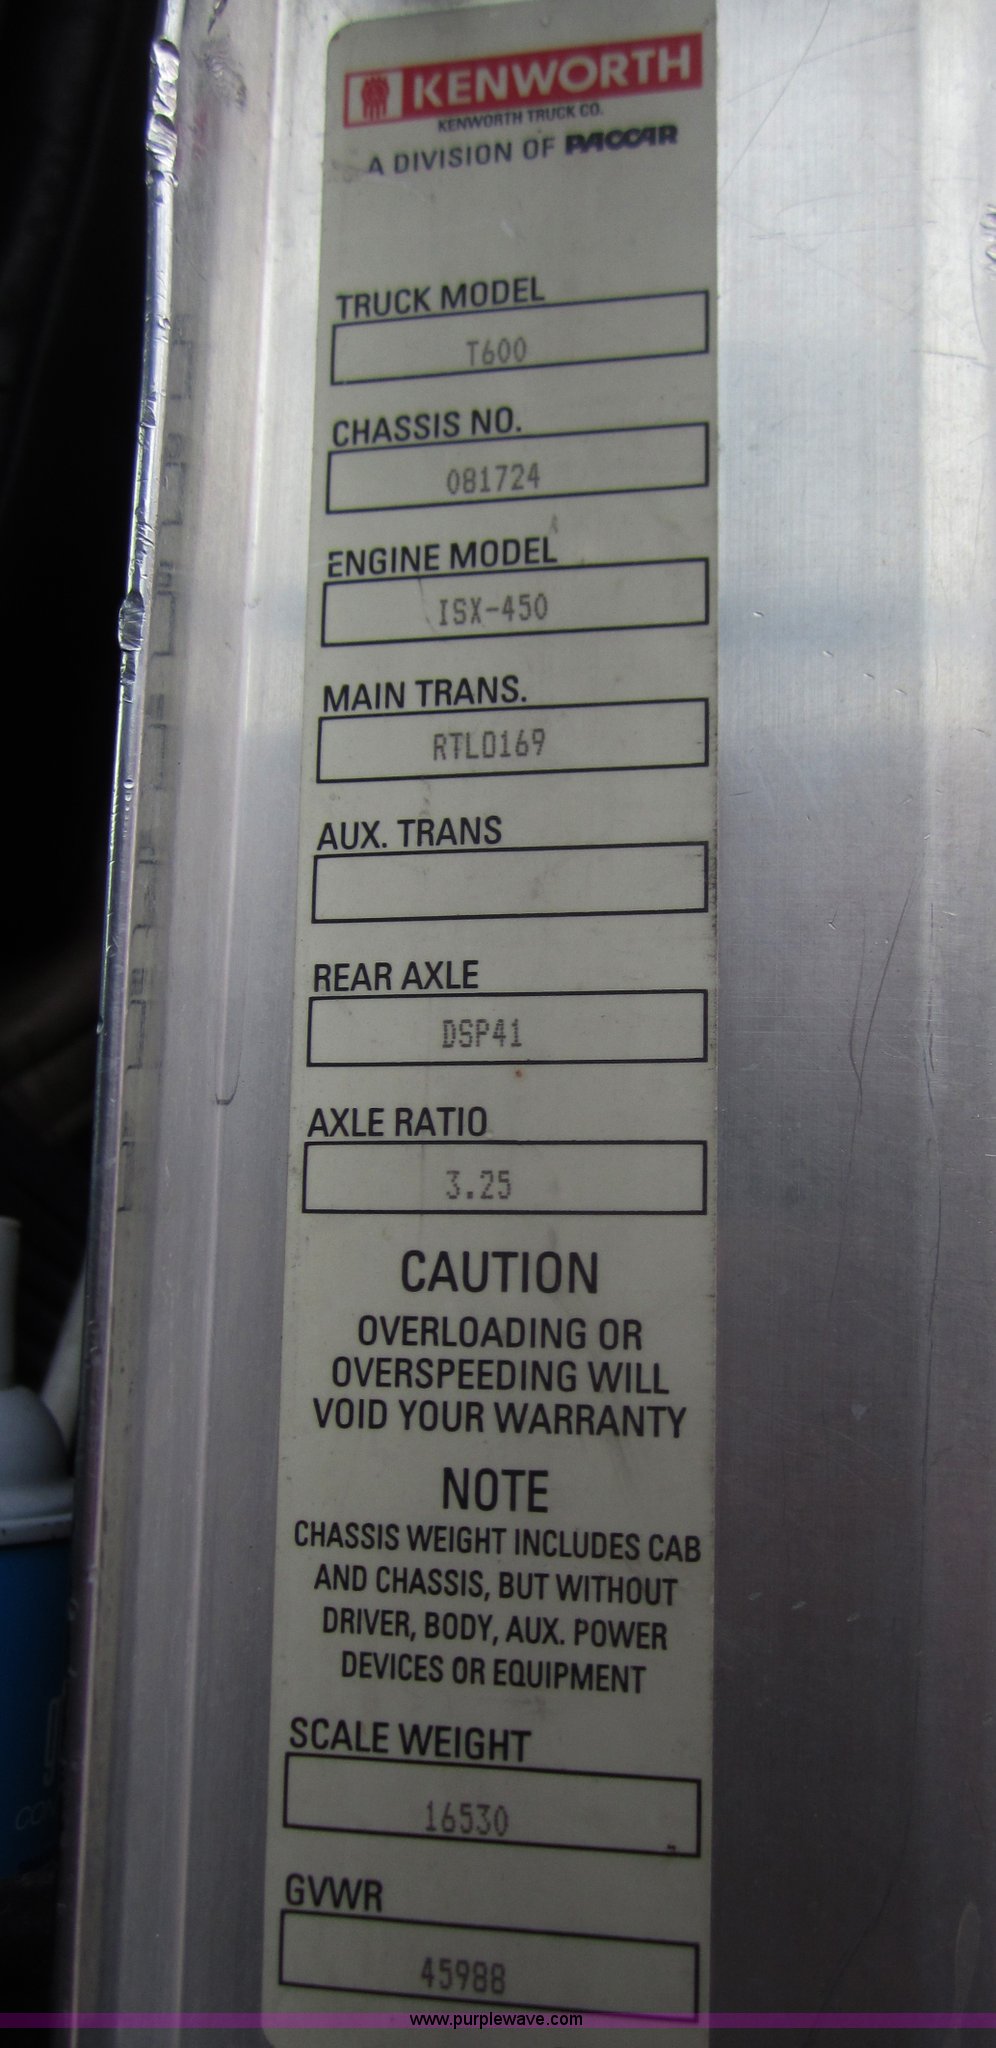 KENWORTH
KENWORTH TRUCK CO.
A DIVISION OF PACCAR
TRUCK MODEL
T600
CHASSIS NO.
081724
ENGINE MODEL
ISX-450
MAIN TRANS.
RTLO169
AUX. TRANS
REAR AXLE
DSP41
AXLE RATIO
3.25
CAUTION
OVERLOADING OR
OVERSPEEDING WILL
VOID YOUR WARRANTY
NOTE
CHASSIS WEIGHT INCLUDES CAB
AND CHASSIS, BUT WITHOUT
DRIVER, BODY, AUX. POWER
DEVICES OR EQUIPMENT
SCALE WEIGHT
16530
GVWR
45988
www.purplewave.com